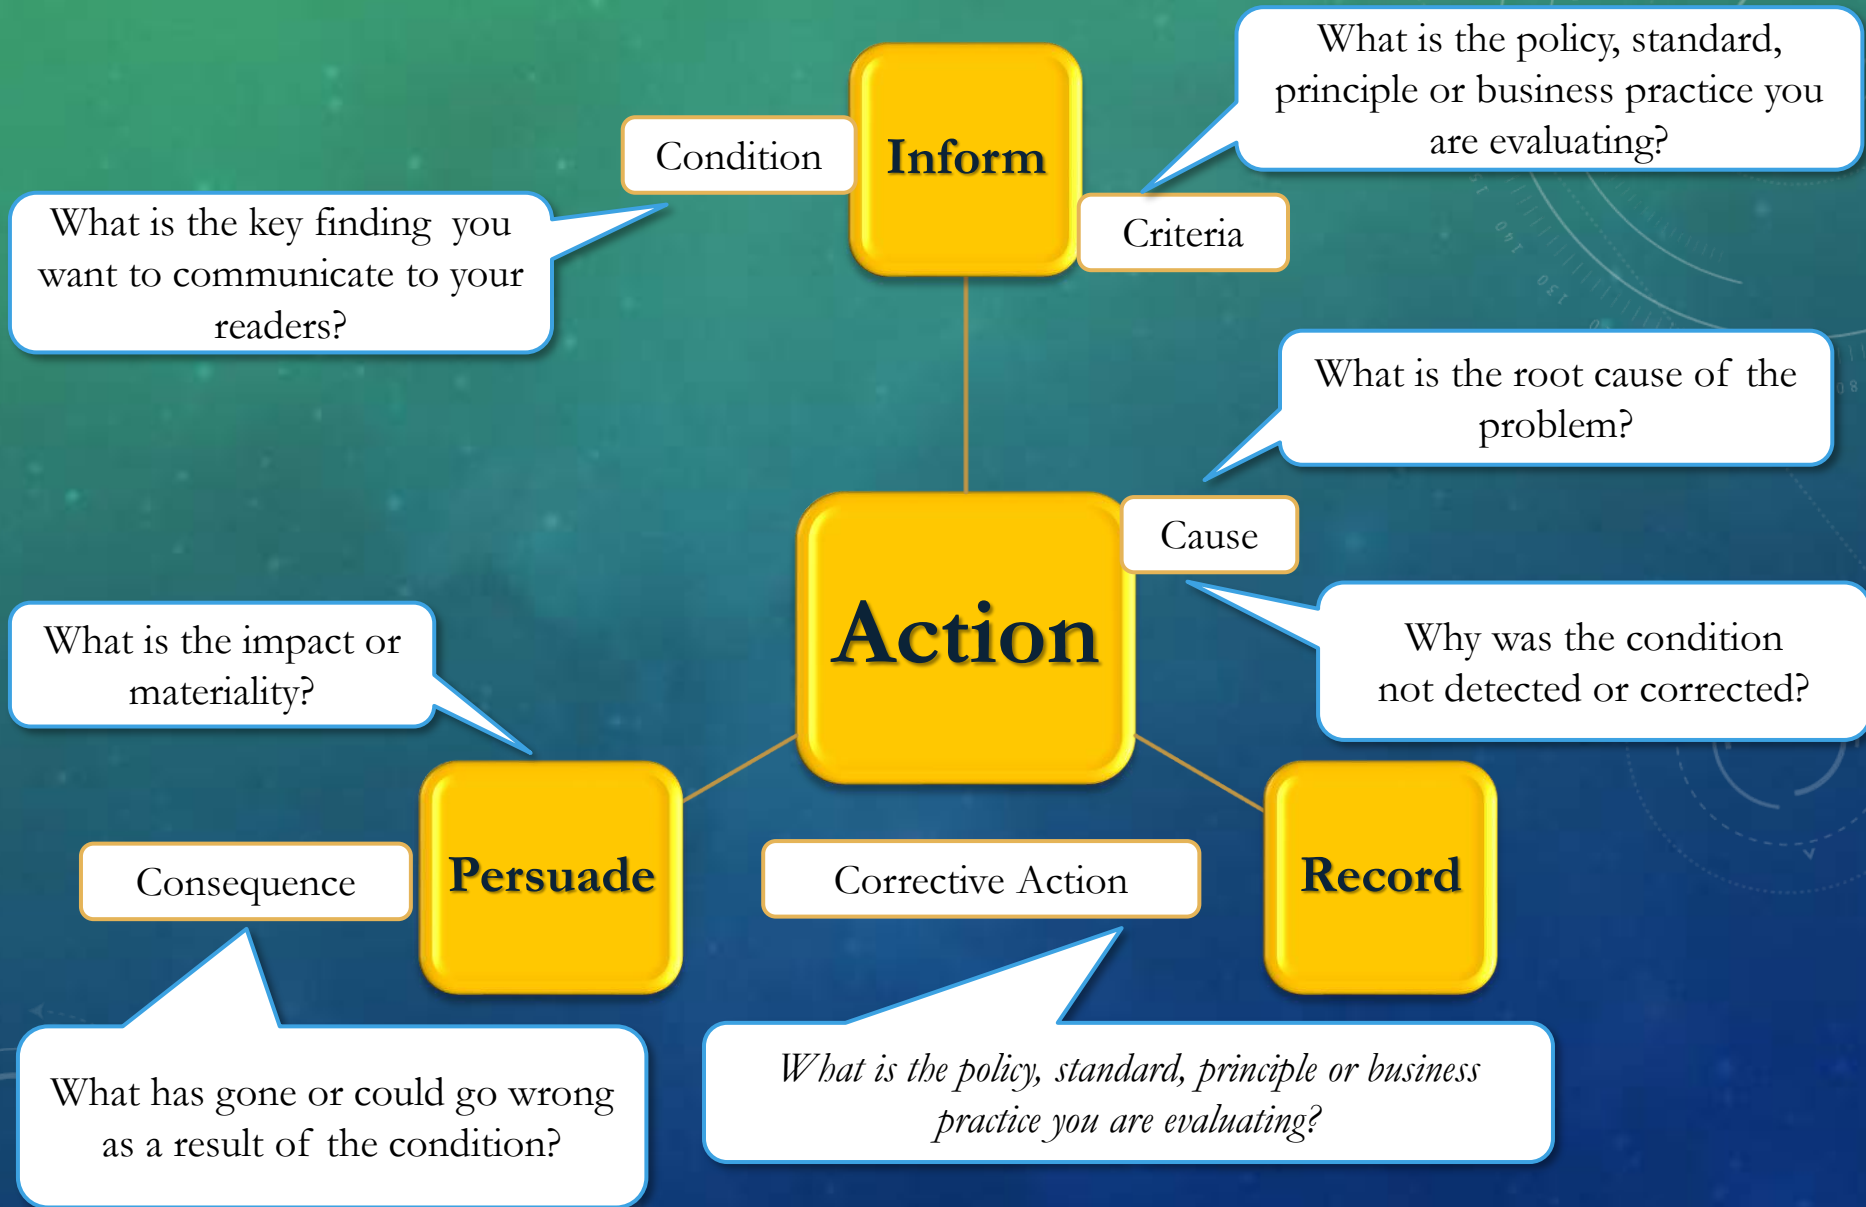 What is the policy, standard,
principle or business practice you
are evaluating?
Condition
Inform
Criteria
What is the key finding you
want to communicate to your
readers?
What is the root cause of the
problem?
Cause
Action
Why was the condition
not detected or corrected?
What is the impact or
materiality?
Consequence
Persuade
Corrective Action
Record
What has gone or could go wrong
as a result of the condition?
What is the policy, standard, principle or business
practice you are evaluating?
140
130